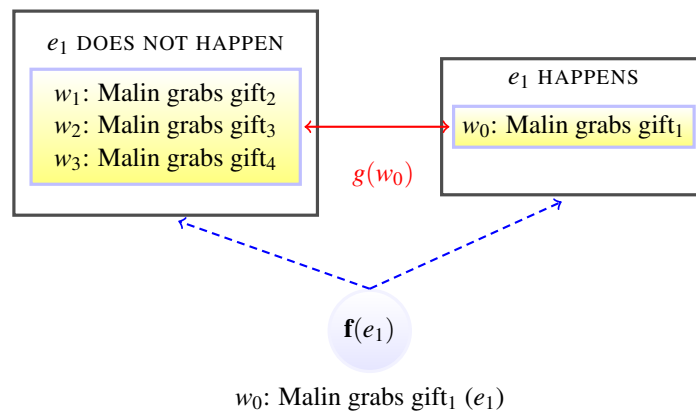 e₁ DOES NOT HAPPEN
w₁: Malin grabs gift₂
w₂: Malin grabs gift₃
w₃: Malin grabs gift₄
e₁ HAPPENS
w₀: Malin grabs gift₁
g(w₀)
f(e₁)
w₀: Malin grabs gift₁ (e₁)